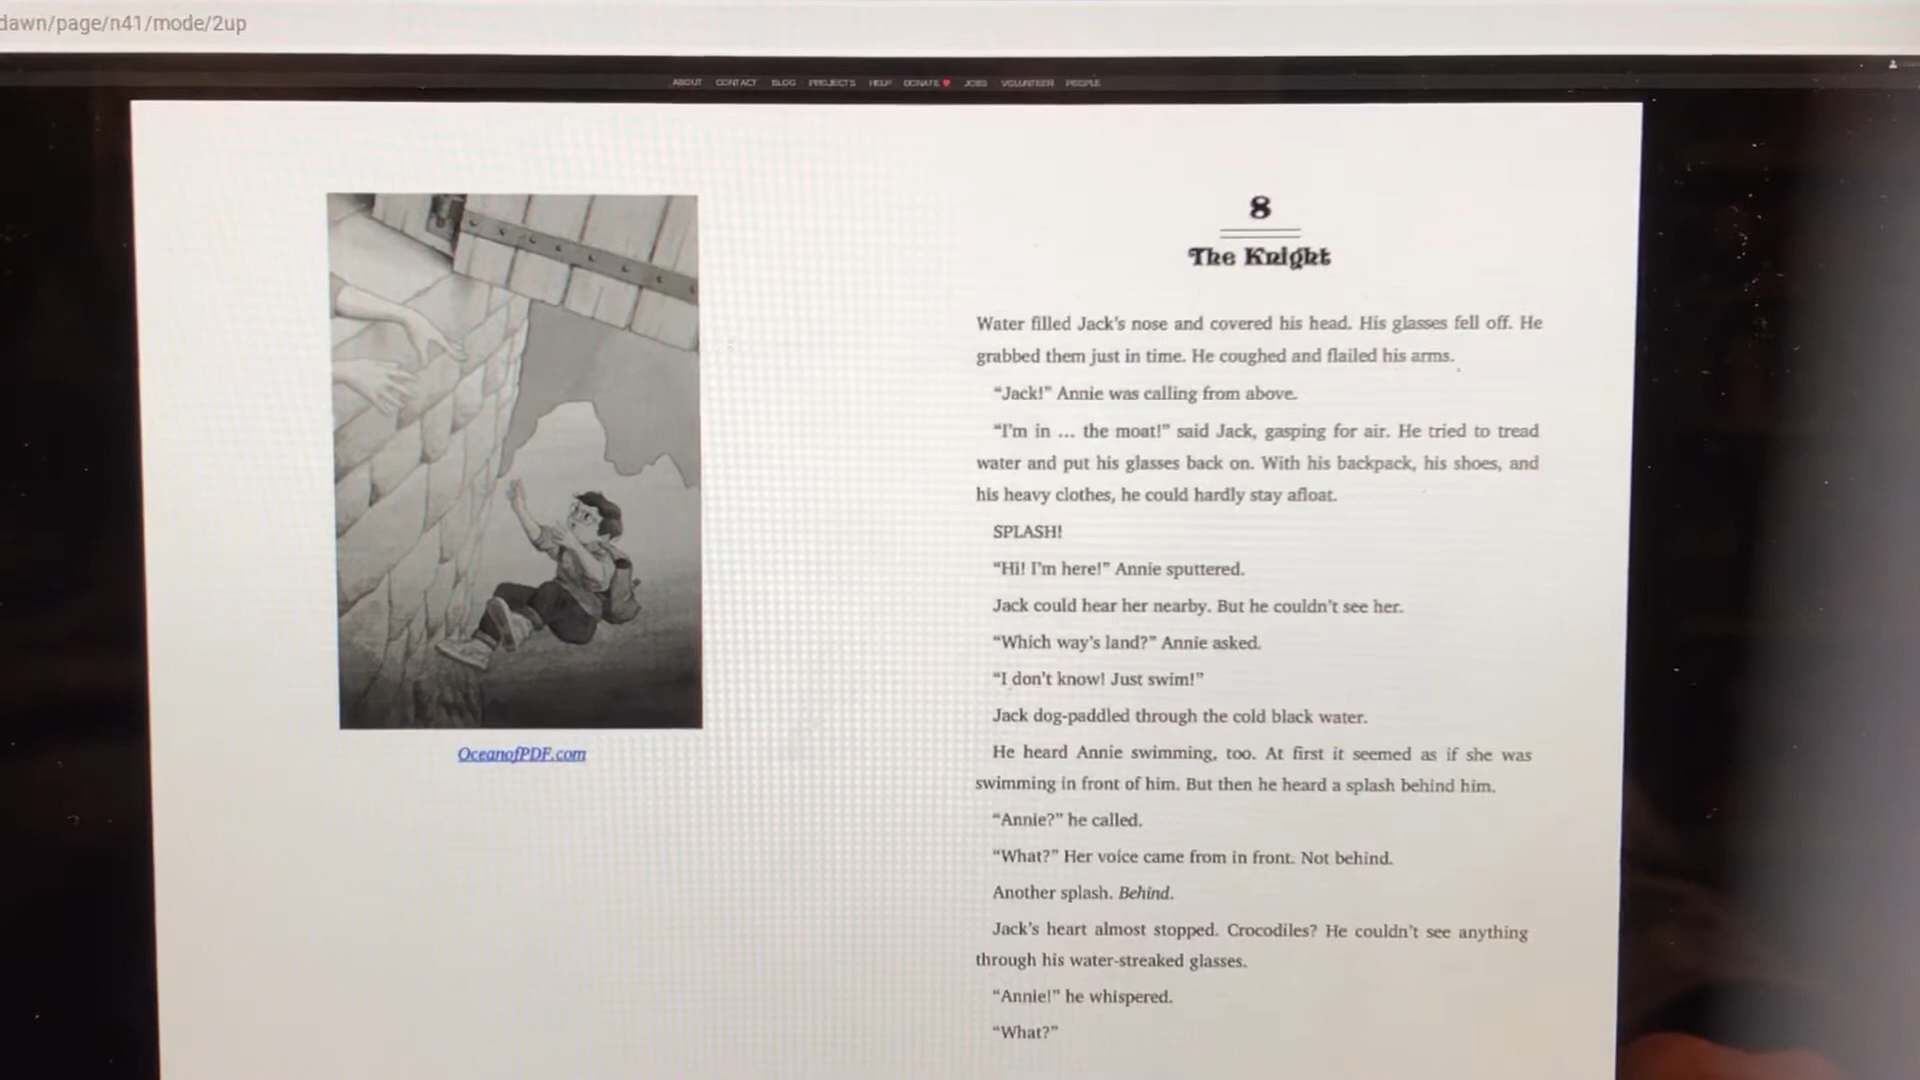 dawn/page/n41/mode/2up
ABOUT CONTACT BLOG PROJECTS HELP DONATE JOBS VOLUNTEER PEOPLE
OceanofPDF.com
8
The Knight
Water filled Jack’s nose and covered his head. His glasses fell off. He
grabbed them just in time. He coughed and flailed his arms.
“Jack!” Annie was calling from above.
“I’m in ... the moat!” said Jack, gasping for air. He tried to tread
water and put his glasses back on. With his backpack, his shoes, and
his heavy clothes, he could hardly stay afloat.
SPLASH!
“Hi! I’m here!” Annie sputtered.
Jack could hear her nearby. But he couldn’t see her.
“Which way’s land?” Annie asked.
“I don’t know! Just swim!”
Jack dog-paddled through the cold black water.
He heard Annie swimming, too. At first it seemed as if she was
swimming in front of him. But then he heard a splash behind him.
“Annie?” he called.
“What?” Her voice came from in front. Not behind.
Another splash. Behind.
Jack’s heart almost stopped. Crocodiles? He couldn’t see anything
through his water-streaked glasses.
“Annie!” he whispered.
“What?”